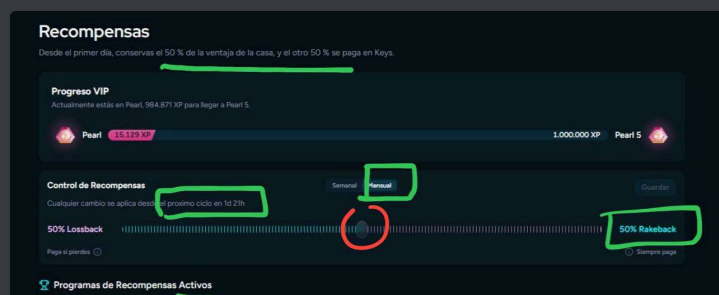 Recompensas
Desde el primer día, conservas el 50 % de la ventaja de la casa, y el otro 50 % se paga en Keys.
Progreso VIP
Actualmente estás en Pearl, 984.871 XP para llegar a Pearl 5.
Pearl 15.129 XP 1.000.000 XP Pearl 5
Control de Recompensas Semanal Mensual Guardar
Cualquier cambio se aplica desde el proximo ciclo en 1d 21h
50% Lossback 50% Rakeback
Paga si pierdes Siempre paga
Programas de Recompensas Activos